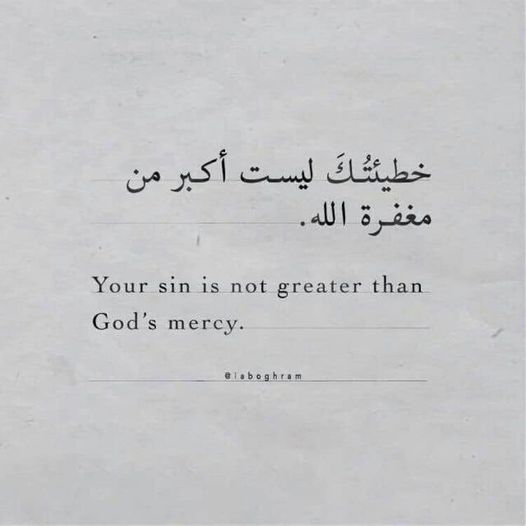 خطيئتُكَ ليست أكبر من
مغفرة الله.
Your sin is not greater than
God's mercy.
@laboghram